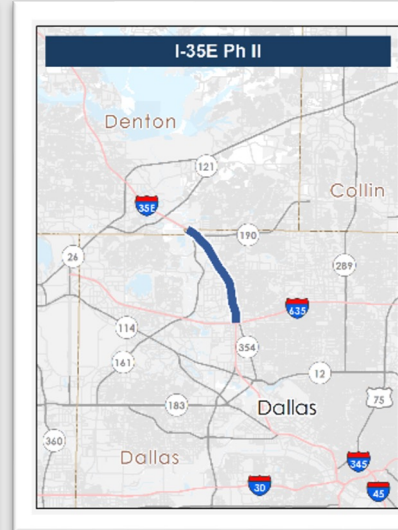 I-35E Ph II
Denton
121
Collin
35E
190
26
289
635
114
354
161
12
75
183
Dallas
360
Dallas
345
30
45